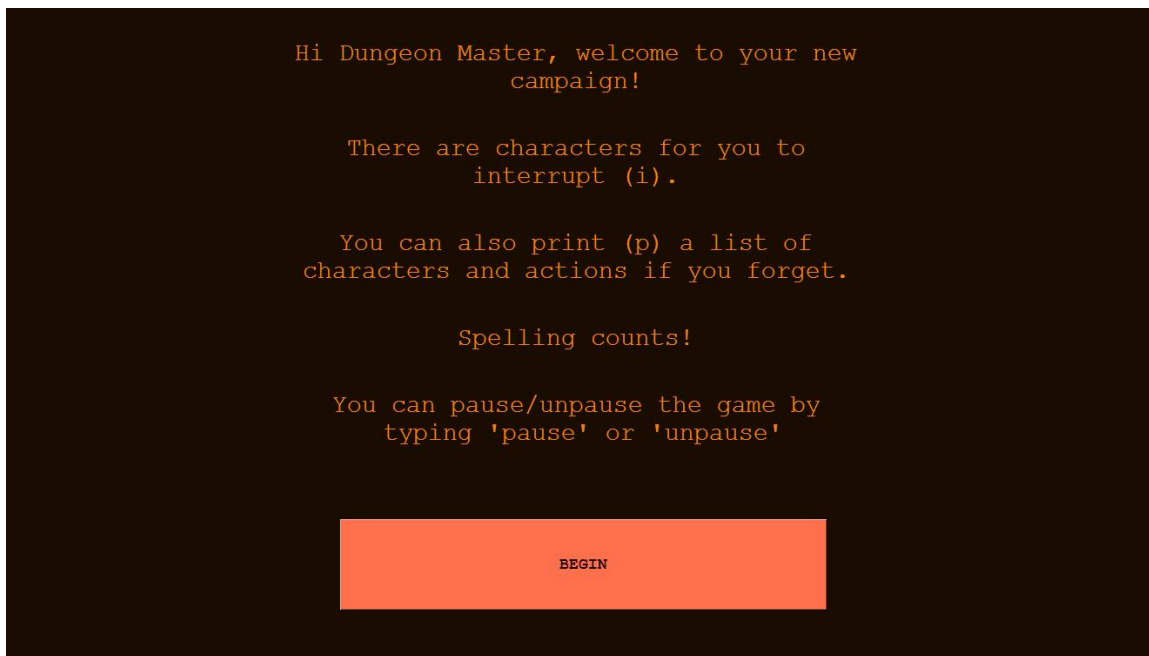 Hi Dungeon Master, welcome to your new
campaign!
There are characters for you to
interrupt (i).
You can also print (p) a list of
characters and actions if you forget.
Spelling counts!
You can pause/unpause the game by
typing 'pause' or 'unpause'
BEGIN